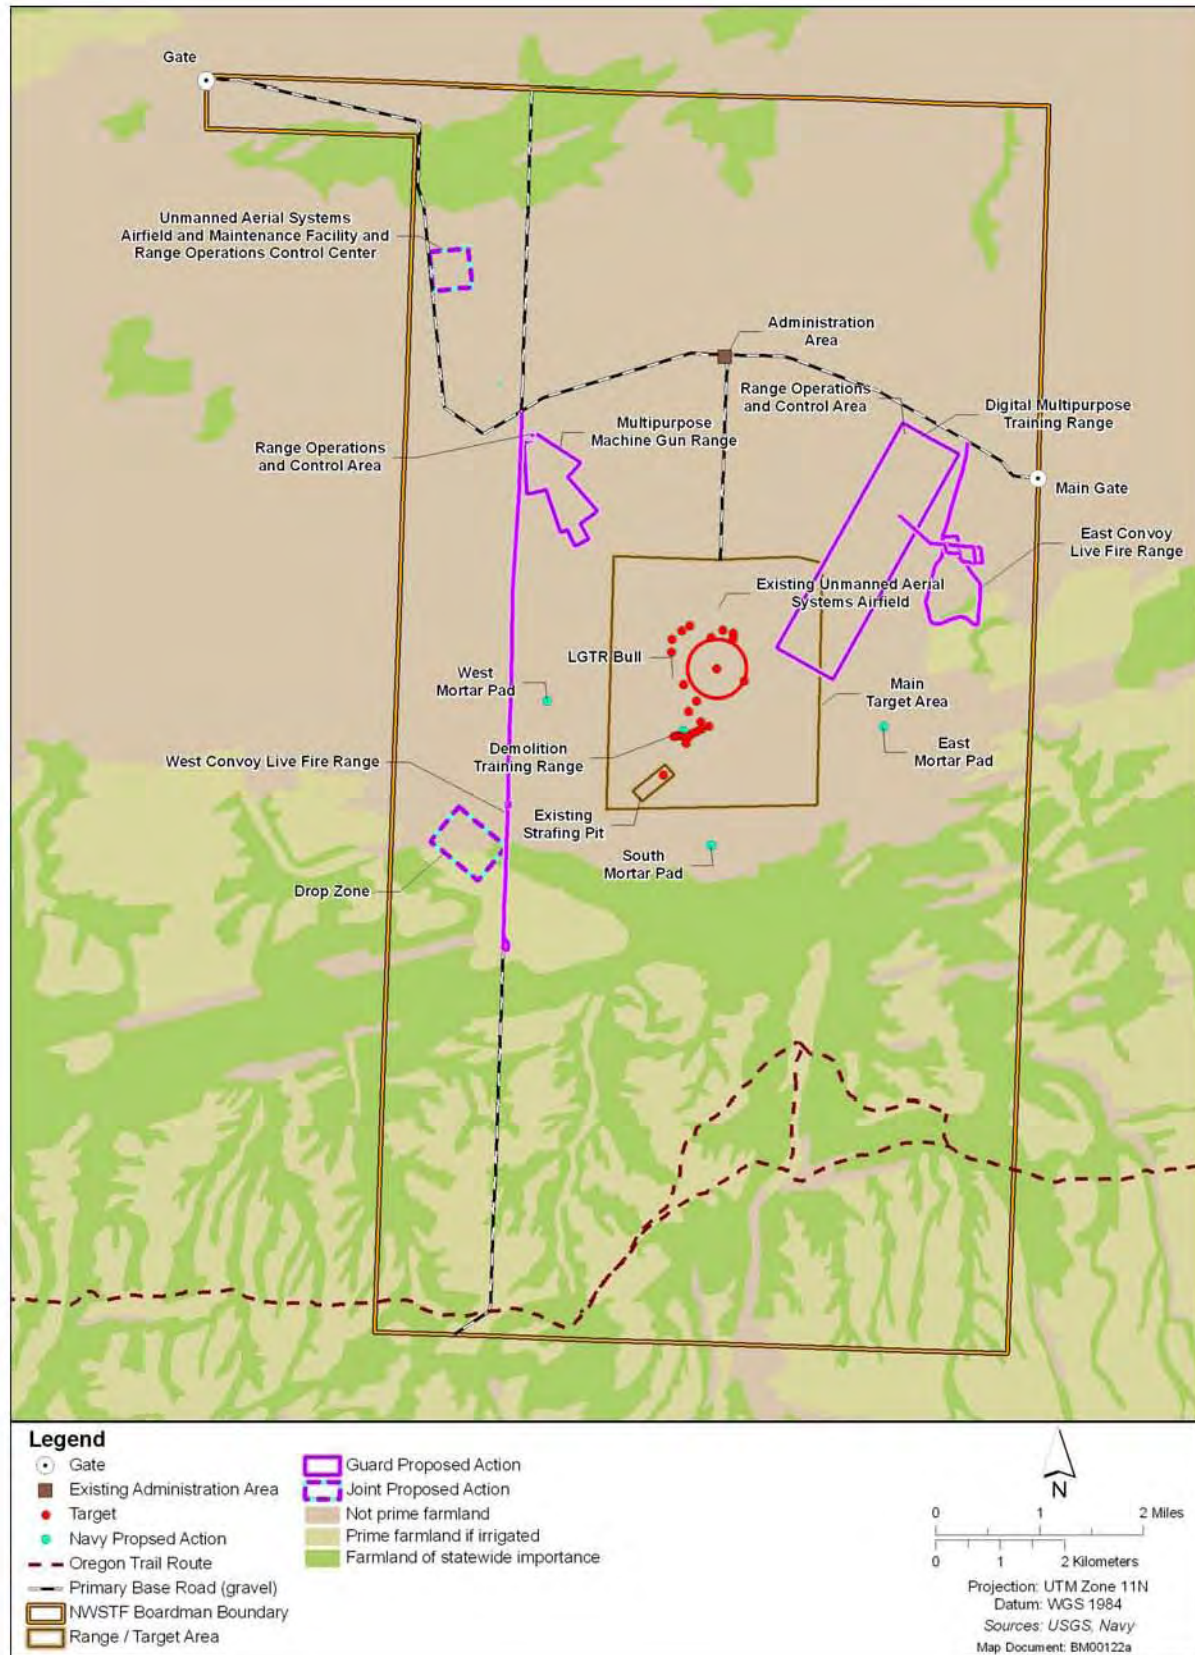 Gate
Unmanned Aerial Systems
Airfield and Maintenance Facility and
Range Operations Control Center
Administration
Area
Range Operations
and Control Area
Digital Multipurpose
Training Range
Multipurpose
Machine Gun Range
Range Operations
and Control Area
Main Gate
East Convoy
Live Fire Range
Existing Unmanned Aerial
Systems Airfield
LGTR Bull
West
Mortar Pad
Main
Target Area
Demolition
Training Range
East
Mortar Pad
West Convoy Live Fire Range
Existing
Strafing Pit
South
Mortar Pad
Drop Zone
Legend
Gate
Existing Administration Area
Target
Navy Propsed Action
Oregon Trail Route
Primary Base Road (gravel)
NWSTF Boardman Boundary
Range / Target Area
Guard Proposed Action
Joint Proposed Action
Not prime farmland
Prime farmland if irrigated
Farmland of statewide importance
N
0 1 2 Miles
0 1 2 Kilometers
Projection: UTM Zone 11N
Datum: WGS 1984
Sources: USGS, Navy
Map Document: BM00122a